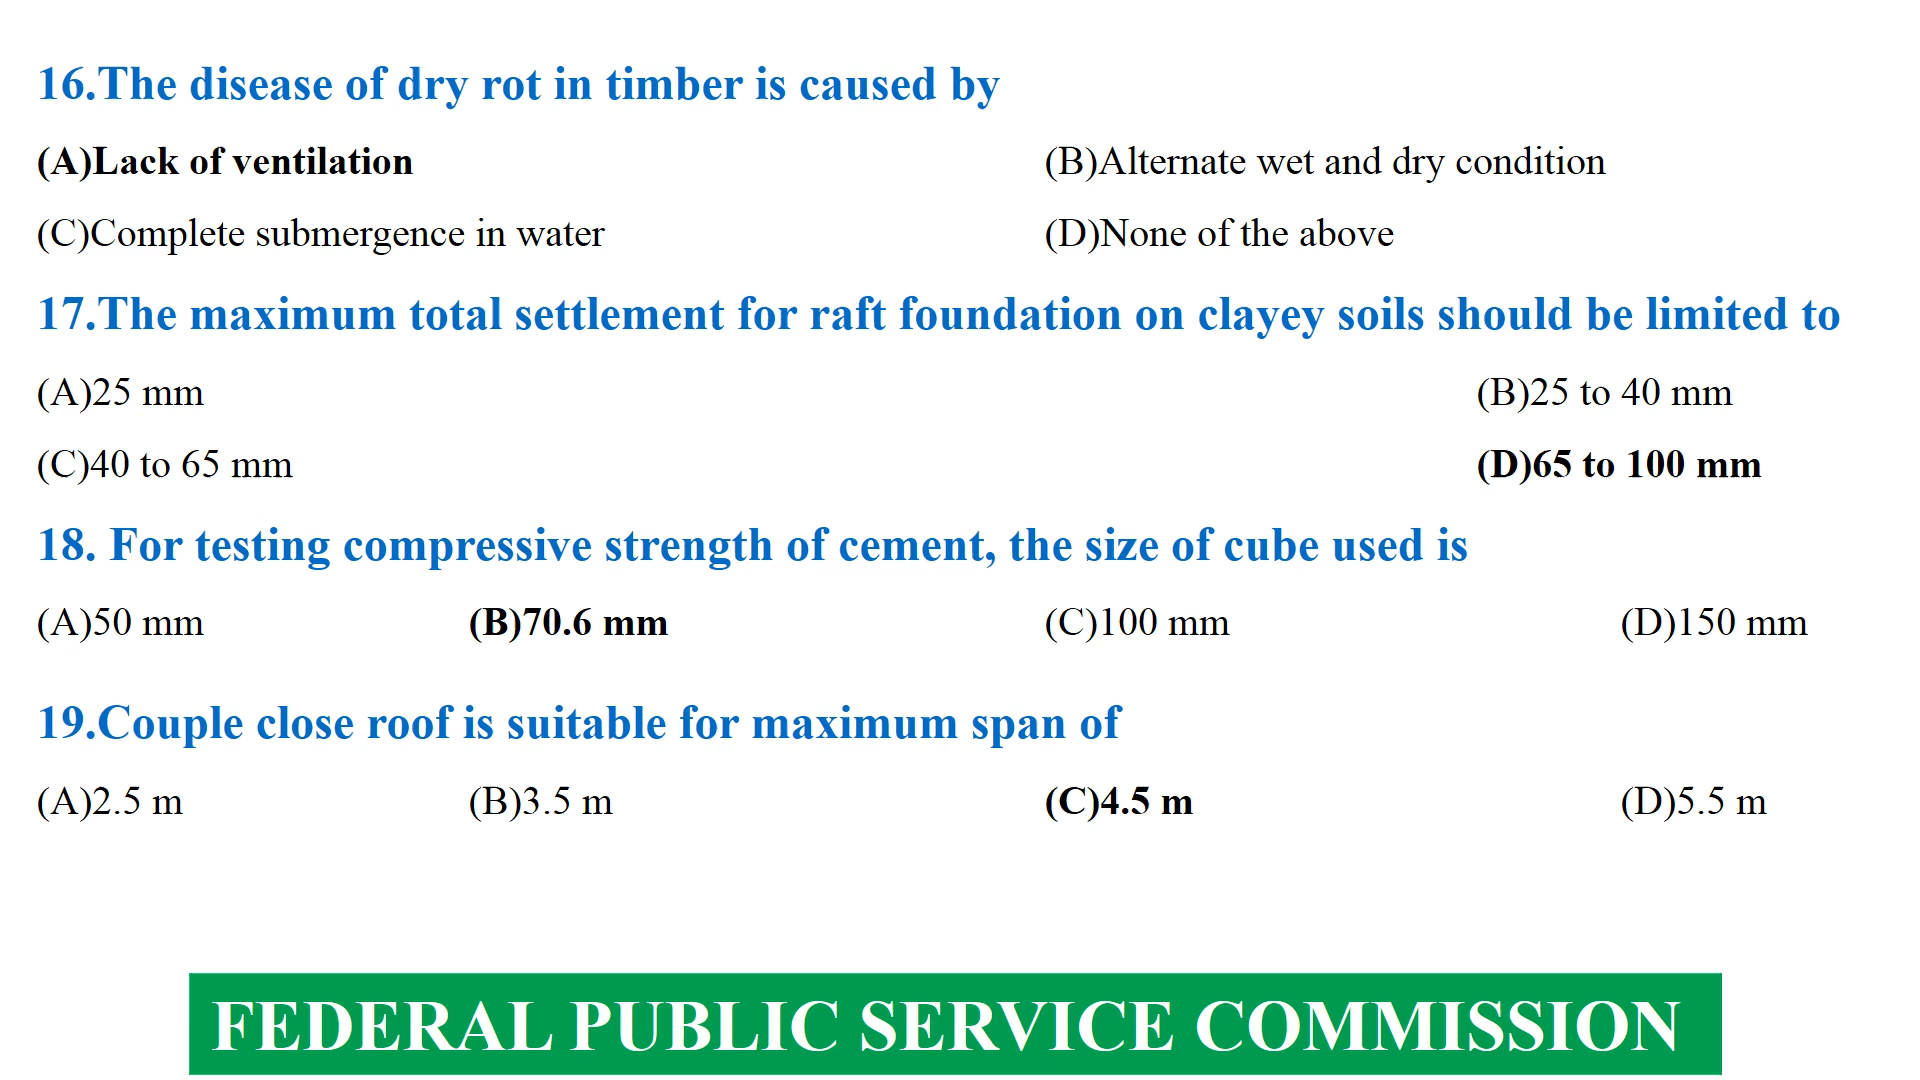 16.The disease of dry rot in timber is caused by
(A)Lack of ventilation (B)Alternate wet and dry condition
(C)Complete submergence in water (D)None of the above
17.The maximum total settlement for raft foundation on clayey soils should be limited to
(A)25 mm (B)25 to 40 mm
(C)40 to 65 mm (D)65 to 100 mm
18. For testing compressive strength of cement, the size of cube used is
(A)50 mm (B)70.6 mm (C)100 mm (D)150 mm
19.Couple close roof is suitable for maximum span of
(A)2.5 m (B)3.5 m (C)4.5 m (D)5.5 m
FEDERAL PUBLIC SERVICE COMMISSION